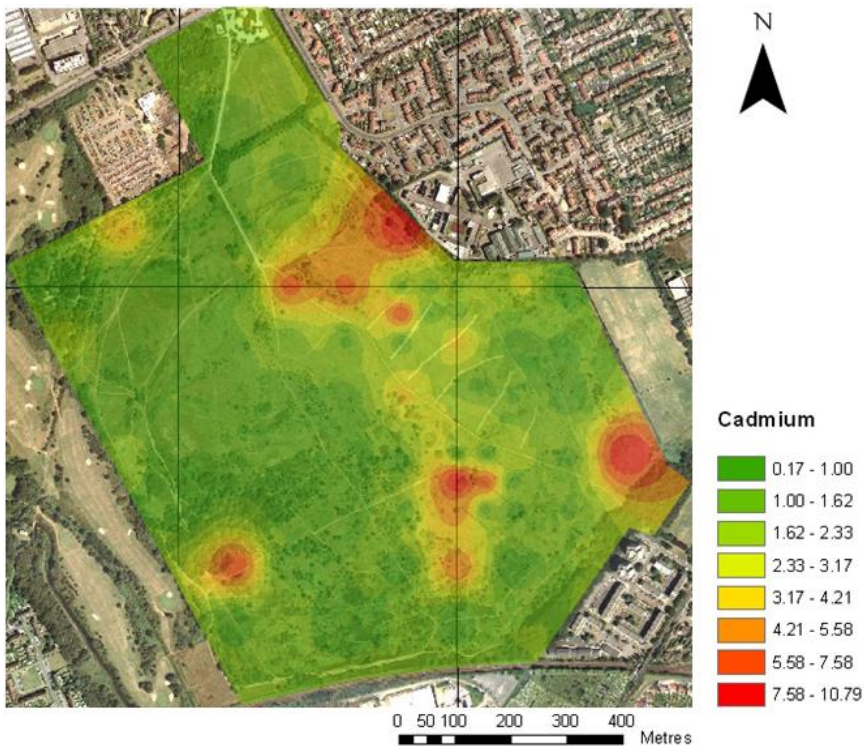 N
Cadmium
0.17 - 1.00
1.00 - 1.62
1.62 - 2.33
2.33 - 3.17
3.17 - 4.21
4.21 - 5.58
5.58 - 7.58
7.58 - 10.79
0 50 100 200 300 400
Metres